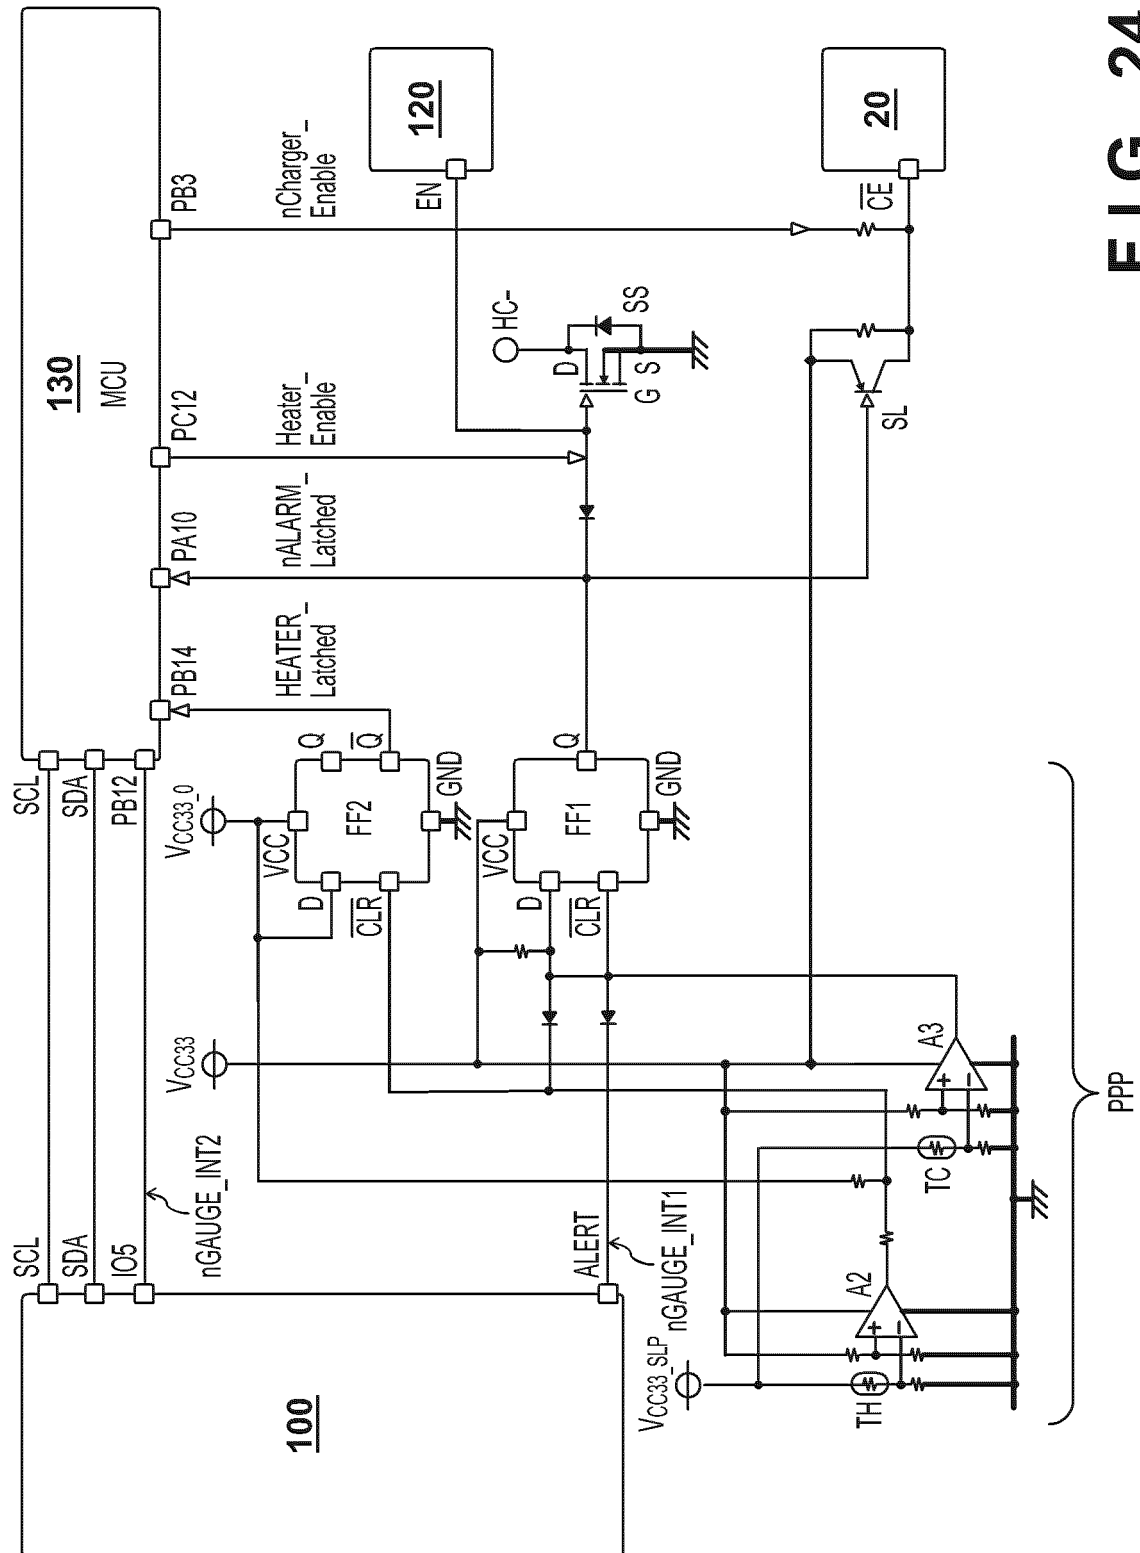 FIG. 24
130
MCU
SCL
SDA
PB12
PB14
PA10
PC12
PB3
HEATER_
Latched
nALARM_
Latched
Heater_
Enable
nCharger_
Enable
120
EN
20
CE
HC-
D
G
S
SS
SL
VCC33_0
VCC
D
CLR
FF2
Q
Q
GND
VCC33
VCC
D
CLR
FF1
Q
GND
100
SCL
SDA
IO5
nGAUGE_INT2
ALERT
nGAUGE_INT1
VCC33_SLP
TH
A2
+
−
TC
A3
+
−
PPP